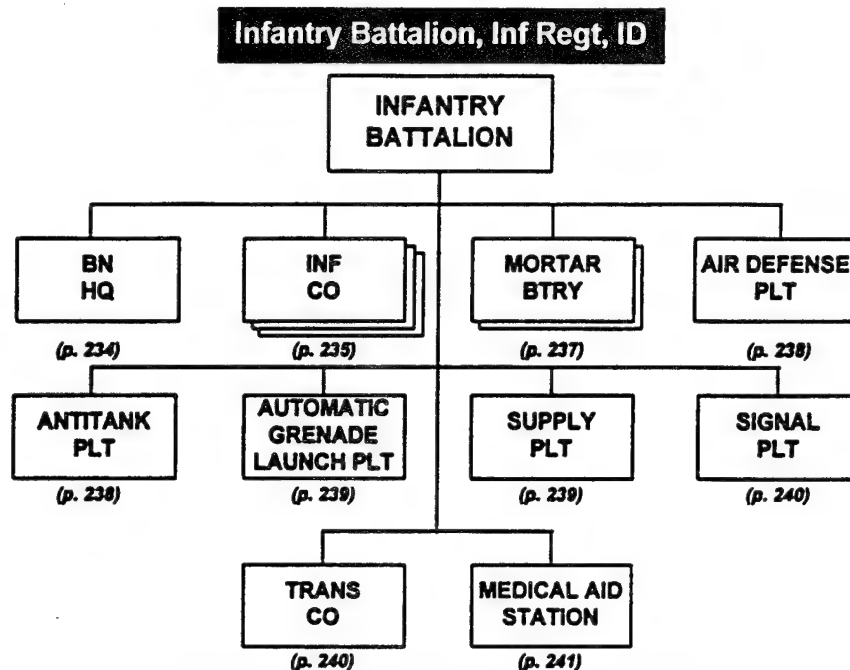 Infantry Battalion, Inf Regt, ID
INFANTRY
BATTALION
BN
HQ
(p. 234)
INF
CO
(p. 235)
MORTAR
BTRY
(p. 237)
AIR DEFENSE
PLT
(p. 238)
ANTITANK
PLT
(p. 238)
AUTOMATIC
GRENADE
LAUNCH PLT
(p. 239)
SUPPLY
PLT
(p. 239)
SIGNAL
PLT
(p. 240)
TRANS
CO
(p. 240)
MEDICAL AID
STATION
(p. 241)